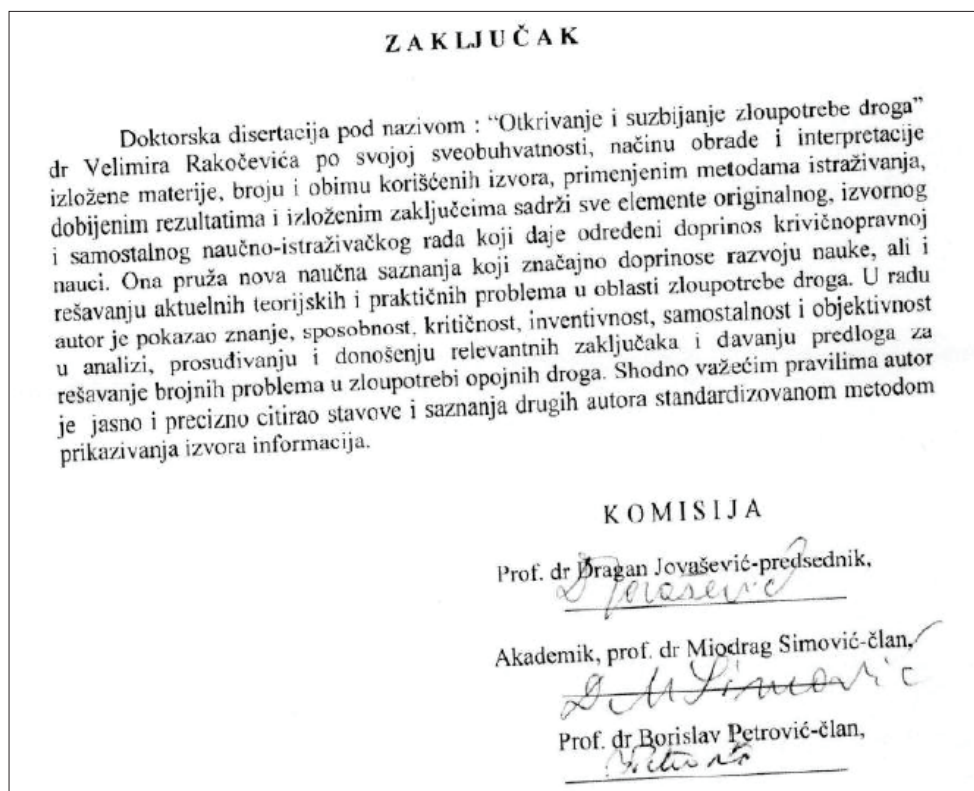 ZAKLJUČAK
Doktorska disertacija pod nazivom : “Otkrivanje i suzbijanje zloupotrebe droga”
dr Velimira Rakočevića po svojoj sveobuhvatnosti, načinu obrade i interpretacije
izložene materije, broju i obimu korišćenih izvora, primenjenim metodama istraživanja,
dobijenim rezultatima i izloženim zaključcima sadrži sve elemente originalnog, izvornog
i samostalnog naučno-istraživačkog rada koji daje određeni doprinos krivičnopravnoj
nauci. Ona pruža nova naučna saznanja koji značajno doprinose razvoju nauke, ali i
rešavanju aktuelnih teorijskih i praktičnih problema u oblasti zloupotrebe droga. U radu
autor je pokazao znanje, sposobnost, kritičnost, inventivnost, samostalnost i objektivnost
u analizi, prosuđivanju i donošenju relevantnih zaključaka i davanju predloga za
rešavanje brojnih problema u zloupotrebi opojnih droga. Shodno važećim pravilima autor
je jasno i precizno citirao stavove i saznanja drugih autora standardizovanom metodom
prikazivanja izvora informacija.
KOMISIJA
Prof. dr Dragan Jovašević-predsednik,
D Jovašević
Akademik, prof. dr Miodrag Simović-član,
D M Simović
Prof. dr Borislav Petrović-član,